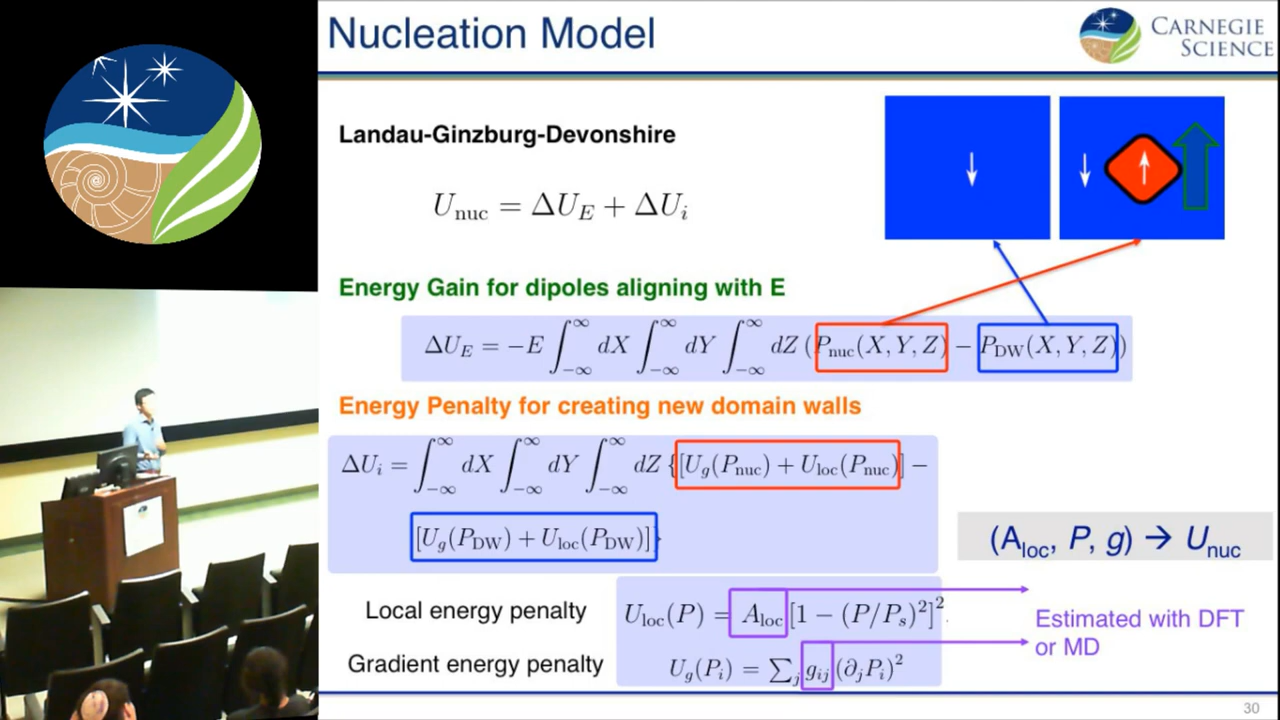 Nucleation Model
CARNEGIE
SCIENCE
Landau-Ginzburg-Devonshire
U_nuc = ΔU_E + ΔU_i
Energy Gain for dipoles aligning with E
ΔU_E = −E ∫_{−∞}^{∞} dX ∫_{−∞}^{∞} dY ∫_{−∞}^{∞} dZ (P_nuc(X, Y, Z) − P_DW(X, Y, Z))
Energy Penalty for creating new domain walls
ΔU_i = ∫_{−∞}^{∞} dX ∫_{−∞}^{∞} dY ∫_{−∞}^{∞} dZ {[U_g(P_nuc) + U_loc(P_nuc)] −
[U_g(P_DW) + U_loc(P_DW)]}
(A_loc, P, g) → U_nuc
Local energy penalty U_loc(P) = A_loc [1 − (P/P_s)²]²
Gradient energy penalty U_g(P_i) = ∑_j g_ij (∂_j P_i)²
Estimated with DFT
or MD
30